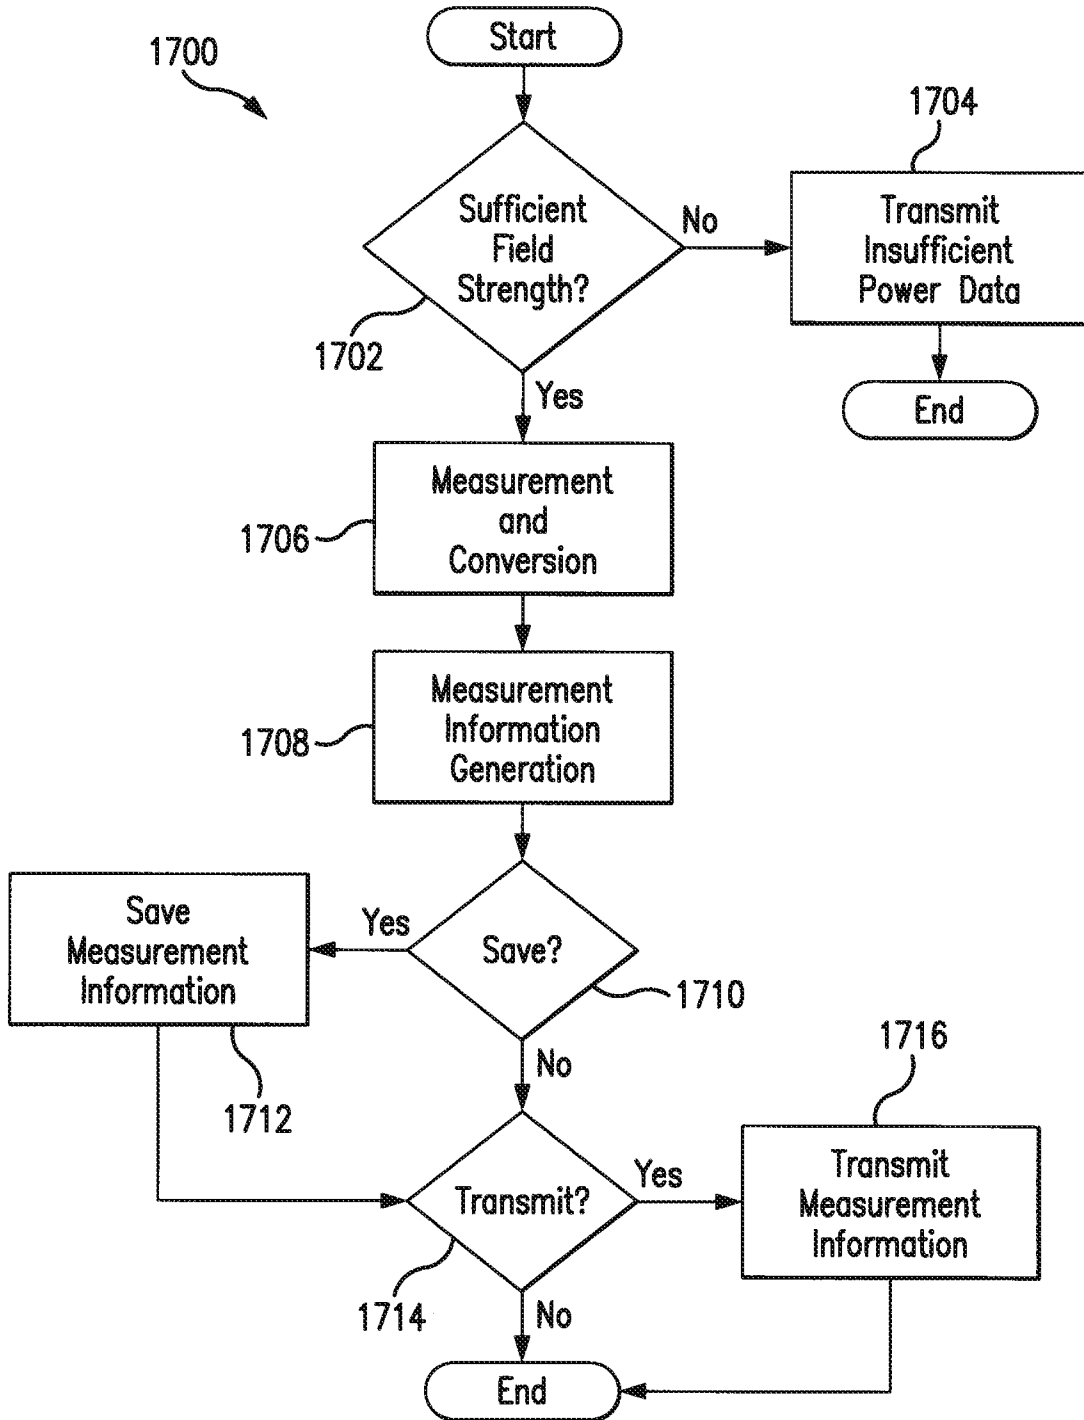 Start
1700
1704
Sufficient
Field
Strength?
No
Transmit
Insufficient
Power Data
1702
Yes
End
Measurement
and
Conversion
1706
Measurement
Information
Generation
1708
Save
Measurement
Information
Yes
Save?
1710
1712
No
1716
Transmit?
Yes
Transmit
Measurement
Information
1714
No
End